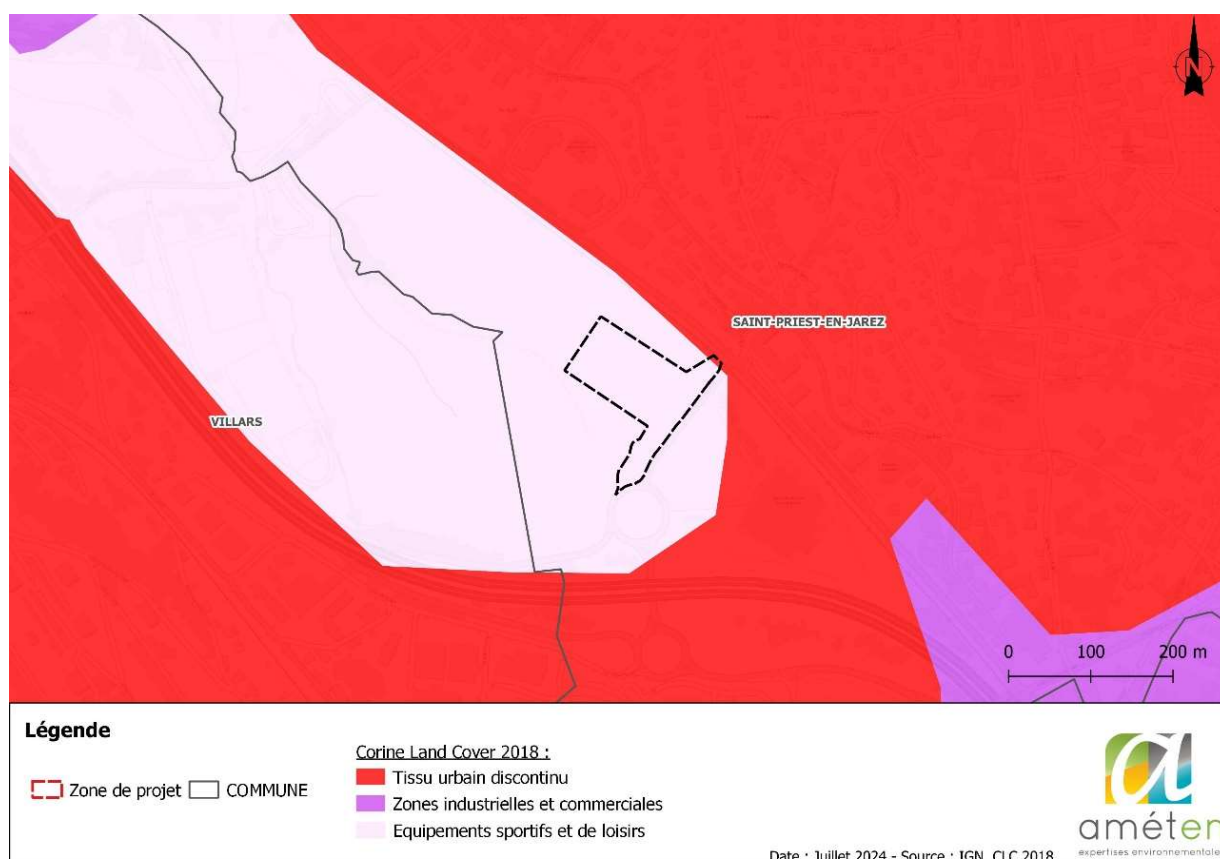 N
SAINT-PRIEST-EN-JAREZ
VILLARS
0 100 200 m
Légende
Zone de projet
COMMUNE
Corine Land Cover 2018 :
Tissu urbain discontinu
Zones industrielles et commerciales
Equipements sportifs et de loisirs
améten
expertises environnementales
Date : Juillet 2024 - Source : IGN, CLC 2018